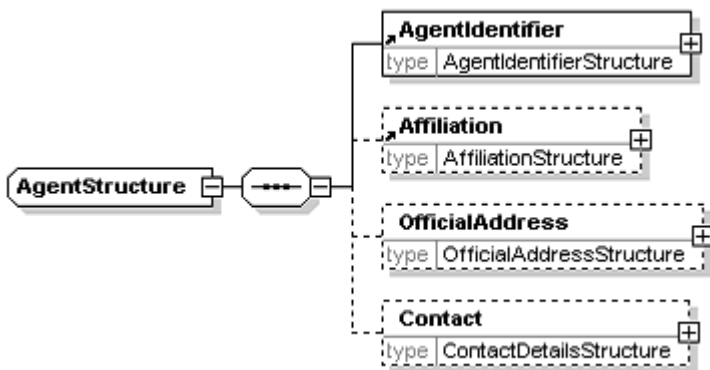 AgentIdentifier
type AgentIdentifierStructure
Affiliation
type AffiliationStructure
AgentStructure
OfficialAddress
type OfficialAddressStructure
Contact
type ContactDetailsStructure